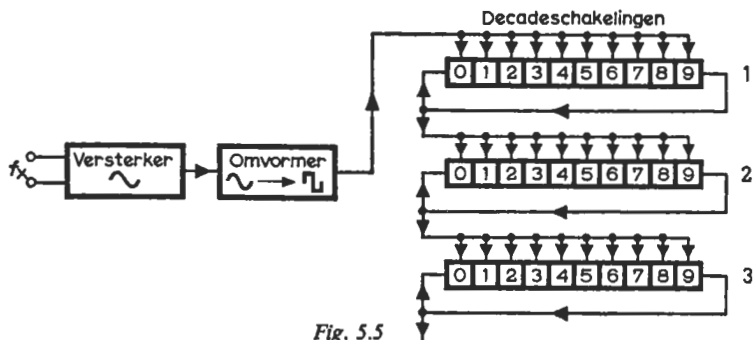 Decadeschakelingen
0 1 2 3 4 5 6 7 8 9 1
fx Versterker Omvormer
0 1 2 3 4 5 6 7 8 9 2
0 1 2 3 4 5 6 7 8 9 3
Fig. 5.5